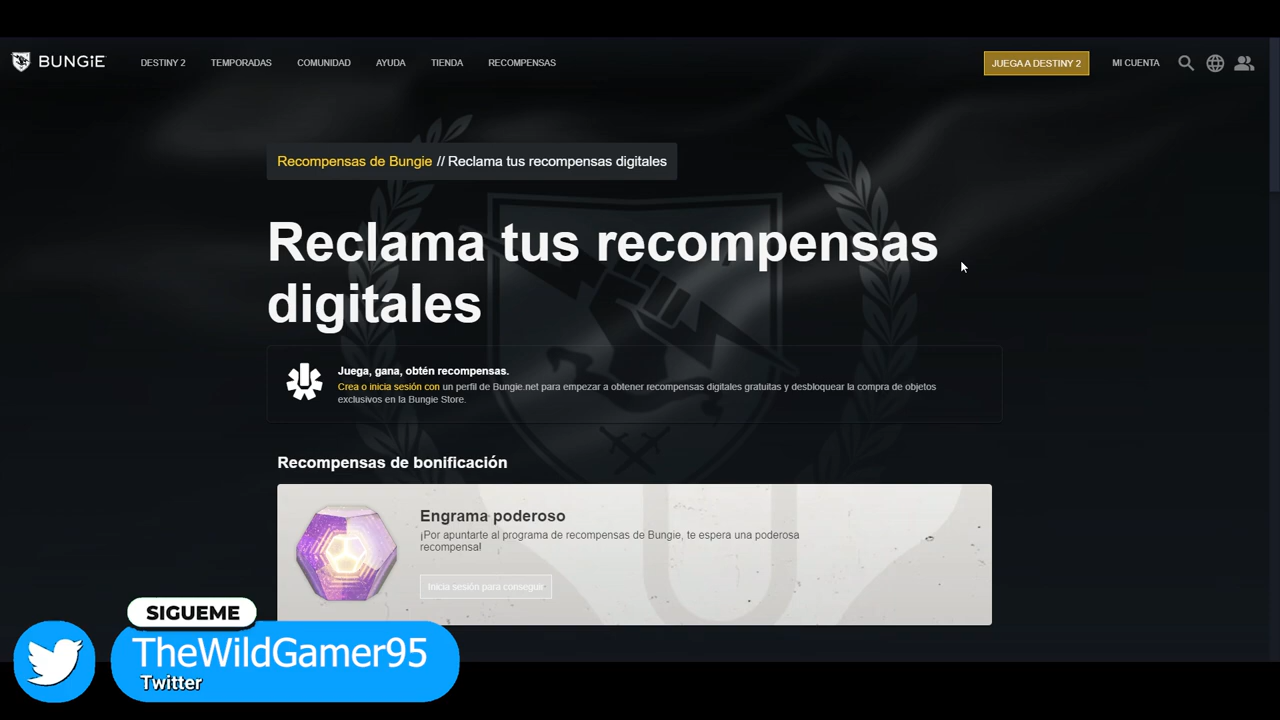 BUNGiE
DESTINY 2 TEMPORADAS COMUNIDAD AYUDA TIENDA RECOMPENSAS JUEGA A DESTINY 2 MI CUENTA
Recompensas de Bungie // Reclama tus recompensas digitales
Reclama tus recompensas
digitales
Juega, gana, obtén recompensas.
Crea o inicia sesión con un perfil de Bungie.net para empezar a obtener recompensas digitales gratuitas y desbloquear la compra de objetos
exclusivos en la Bungie Store.
Recompensas de bonificación
Engrama poderoso
¡Por apuntarte al programa de recompensas de Bungie, te espera una poderosa
recompensa!
Inicia sesión para conseguir.
SIGUEME
TheWildGamer95
Twitter